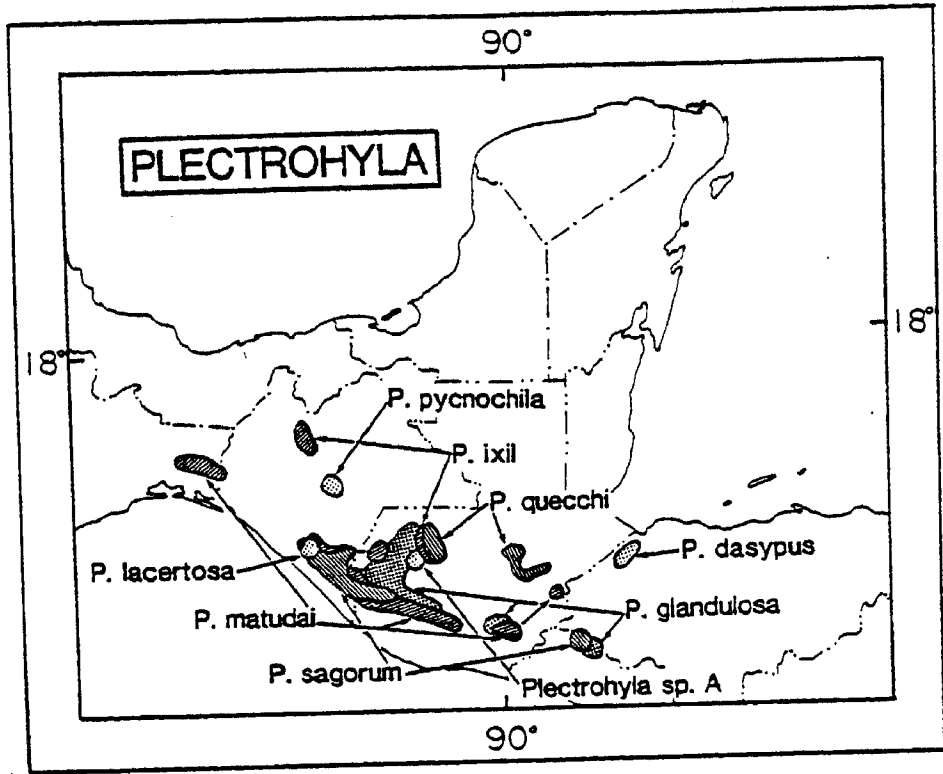 90°
PLECTROHYLA
18°
18°
P. pycnochila
P. ixil
P. quecchi
P. dasypus
P. lacertosa
P. glandulosa
P. matudai
P. sagorum
Plectrohyla sp. A
90°